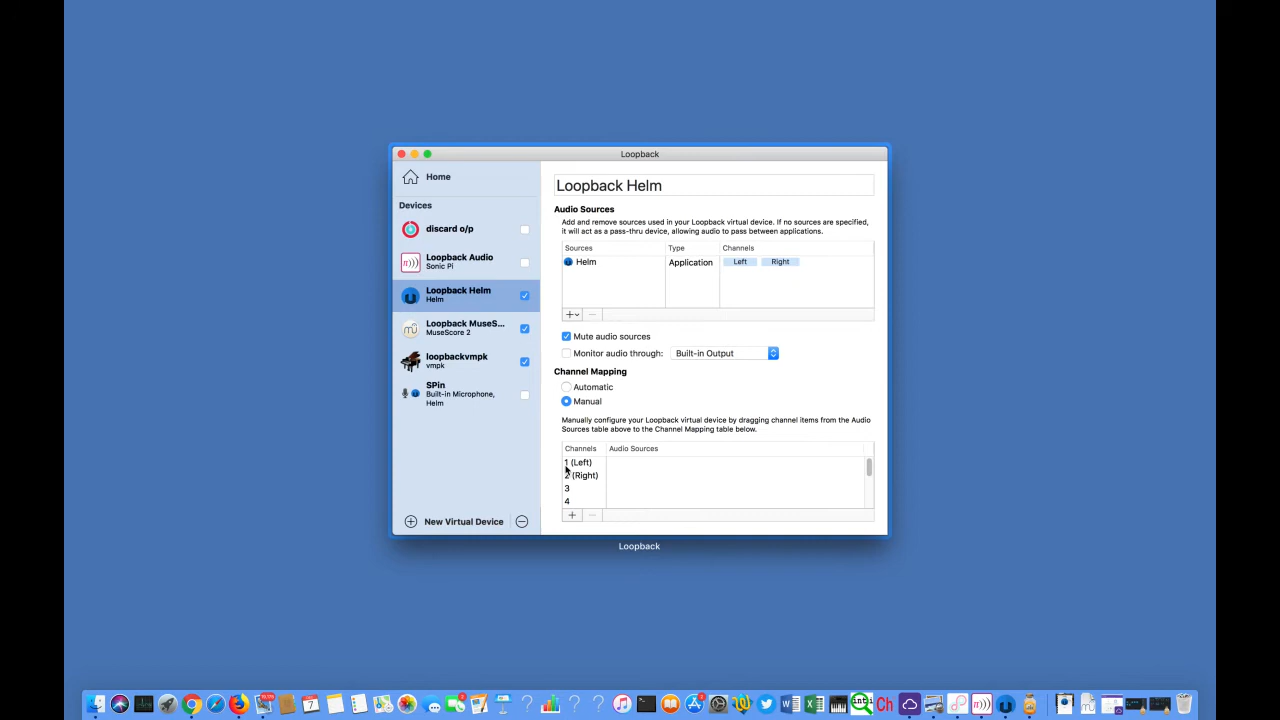 Loopback
Home
Devices
discard o/p
Loopback Audio
Sonic Pi
Loopback Helm
Helm
Loopback MuseS...
MuseScore 2
loopbackvmpk
vmpk
SPin
Built-in Microphone,
Helm
New Virtual Device
Loopback Helm
Audio Sources
Add and remove sources used in your Loopback virtual device. If no sources are specified,
it will act as a pass-thru device, allowing audio to pass between applications.
Sources Type Channels
Helm Application Left Right
Mute audio sources
Monitor audio through: Built-in Output
Channel Mapping
Automatic
Manual
Manually configure your Loopback virtual device by dragging channel items from the Audio
Sources table above to the Channel Mapping table below.
Channels Audio Sources
1 (Left)
2 (Right)
3
4
Loopback